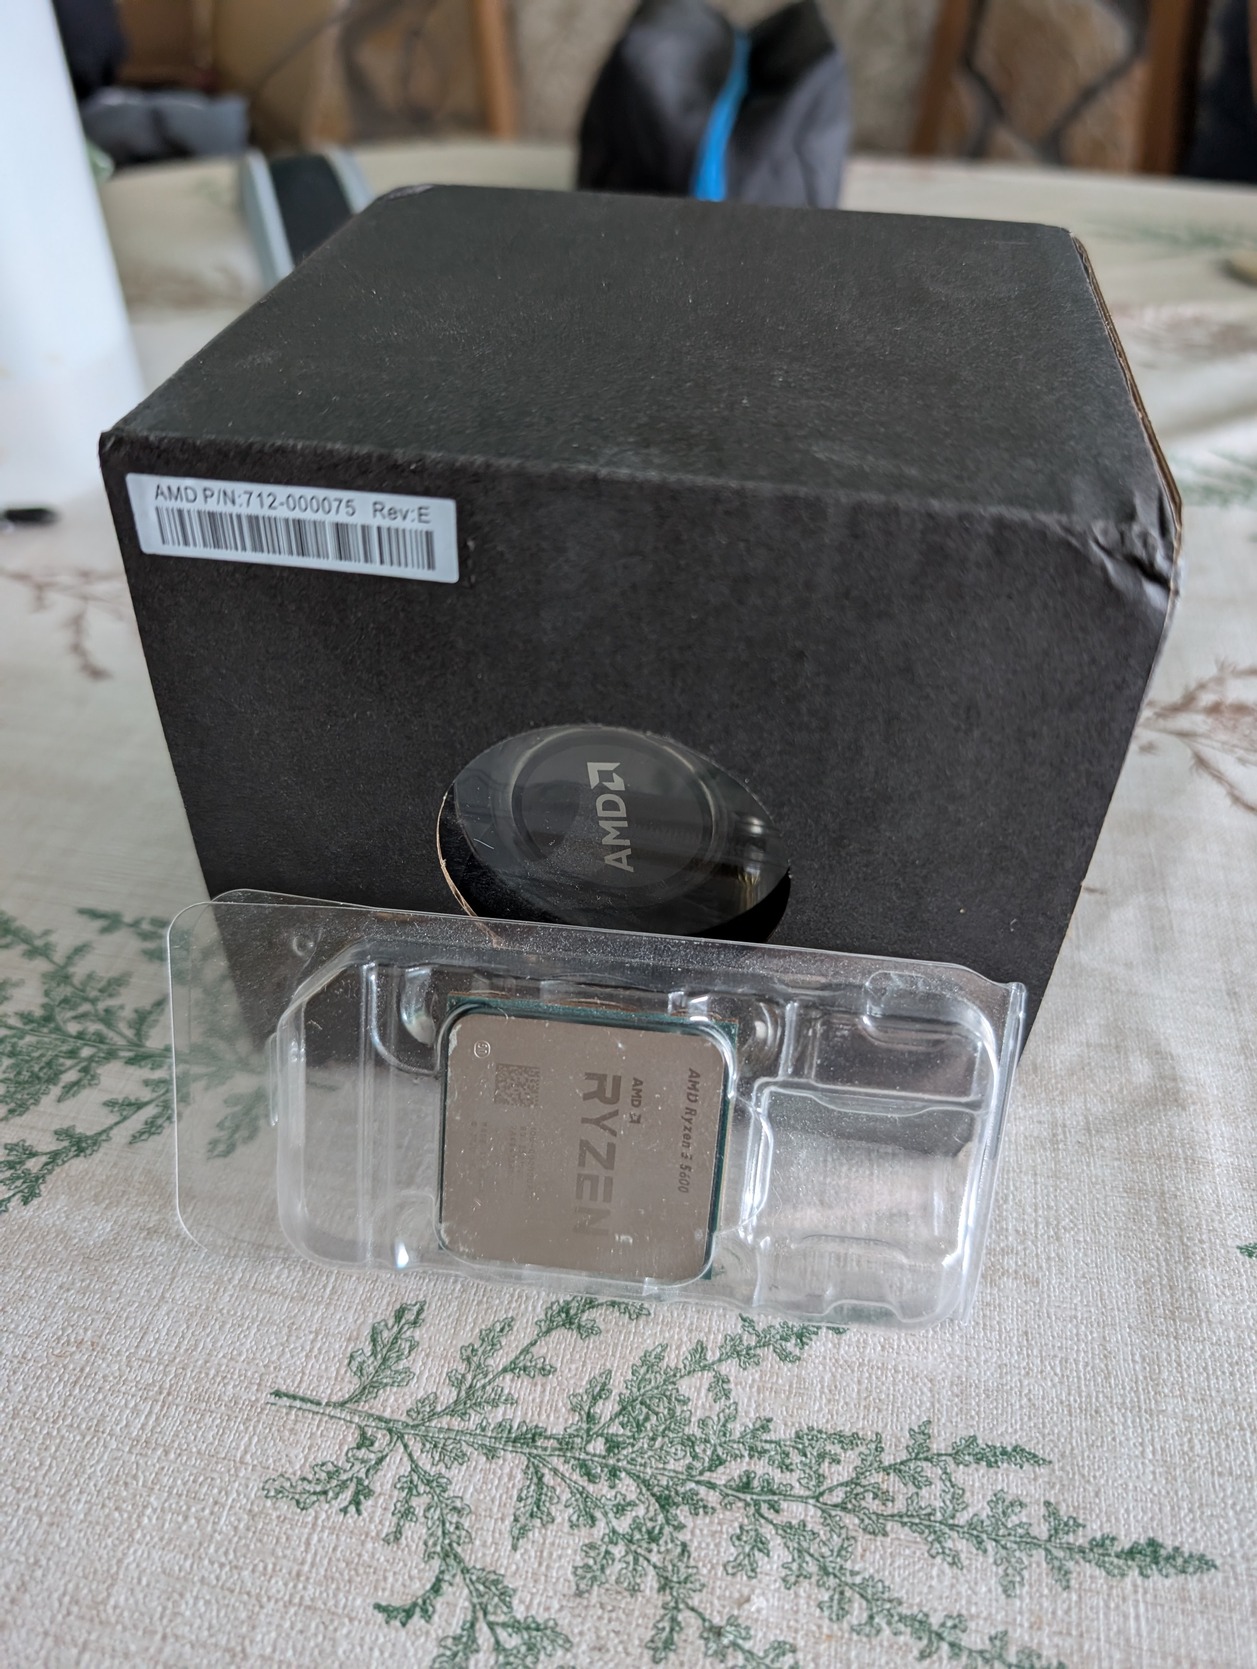 AMD P/N:712-000075 Rev:E
AMD
AMD Ryzen 5 5600
AMD
RYZEN